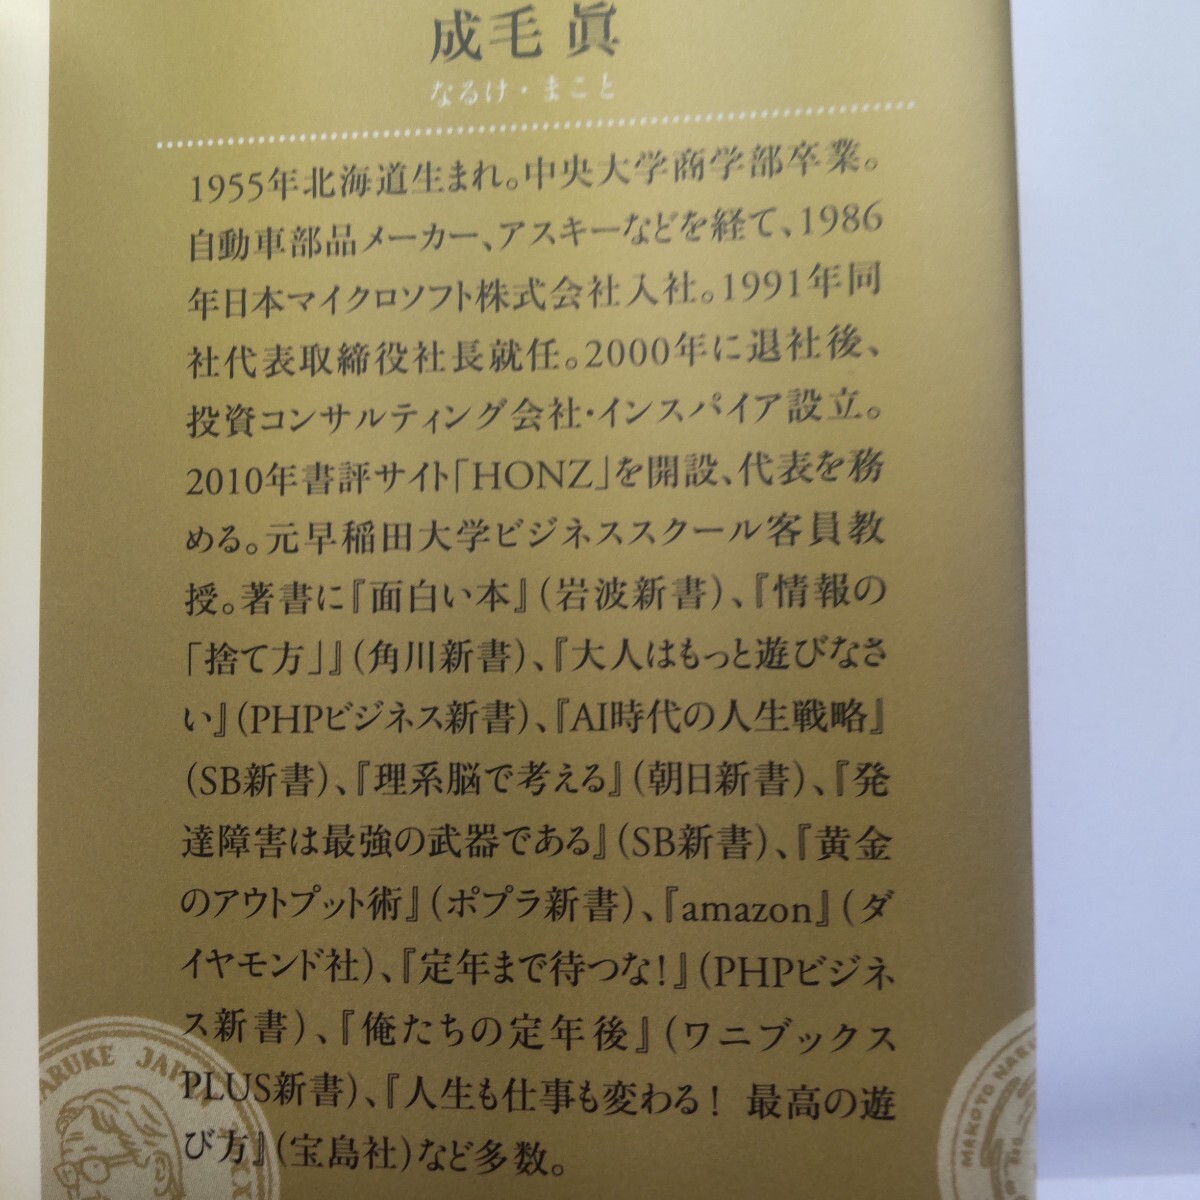 成毛 眞
なるけ・まこと
1955年北海道生まれ。中央大学商学部卒業。
自動車部品メーカー、アスキーなどを経て、1986
年日本マイクロソフト株式会社入社。1991年同
社代表取締役社長就任。2000年に退社後、
投資コンサルティング会社・インスパイア設立。
2010年書評サイト「HONZ」を開設、代表を務
める。元早稲田大学ビジネススクール客員教
授。著書に『面白い本』(岩波新書)、『情報の
「捨て方」』(角川新書)、『大人はもっと遊びなさ
い』(PHPビジネス新書)、『AI時代の人生戦略』
(SB新書)、『理系脳で考える』(朝日新書)、『発
達障害は最強の武器である』(SB新書)、『黄金
のアウトプット術』(ポプラ新書)、『amazon』(ダ
イヤモンド社)、『定年まで待つな!』(PHPビジネ
ス新書)、『俺たちの定年後』(ワニブックス
PLUS新書)、『人生も仕事も変わる! 最高の遊
び方』(宝島社)など多数。
ARUKE JAPA
MAKOTO NARU